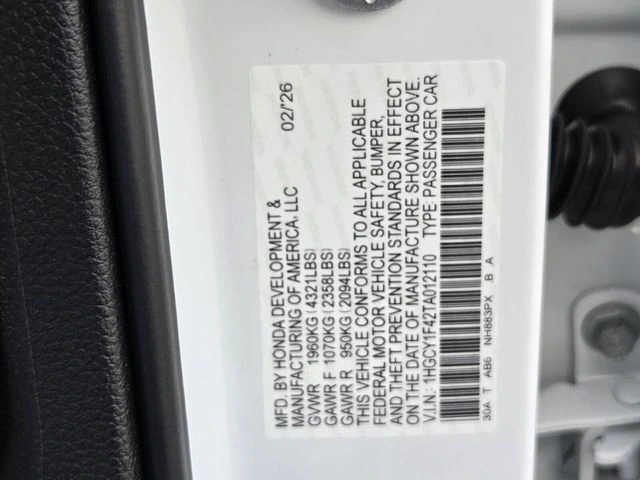 MFD. BY HONDA DEVELOPMENT & 02/'26
MANUFACTURING OF AMERICA, LLC
GVWR 1960KG (4321LBS)
GAWR F 1070KG (2358LBS)
GAWR R 950KG (2094LBS)
THIS VEHICLE CONFORMS TO ALL APPLICABLE
FEDERAL MOTOR VEHICLE SAFETY, BUMPER,
AND THEFT PREVENTION STANDARDS IN EFFECT
ON THE DATE OF MANUFACTURE SHOWN ABOVE.
V.I.N.: 1HGCY1F42TA012110 TYPE: PASSENGER CAR
30A T AB6 NH883PX B A